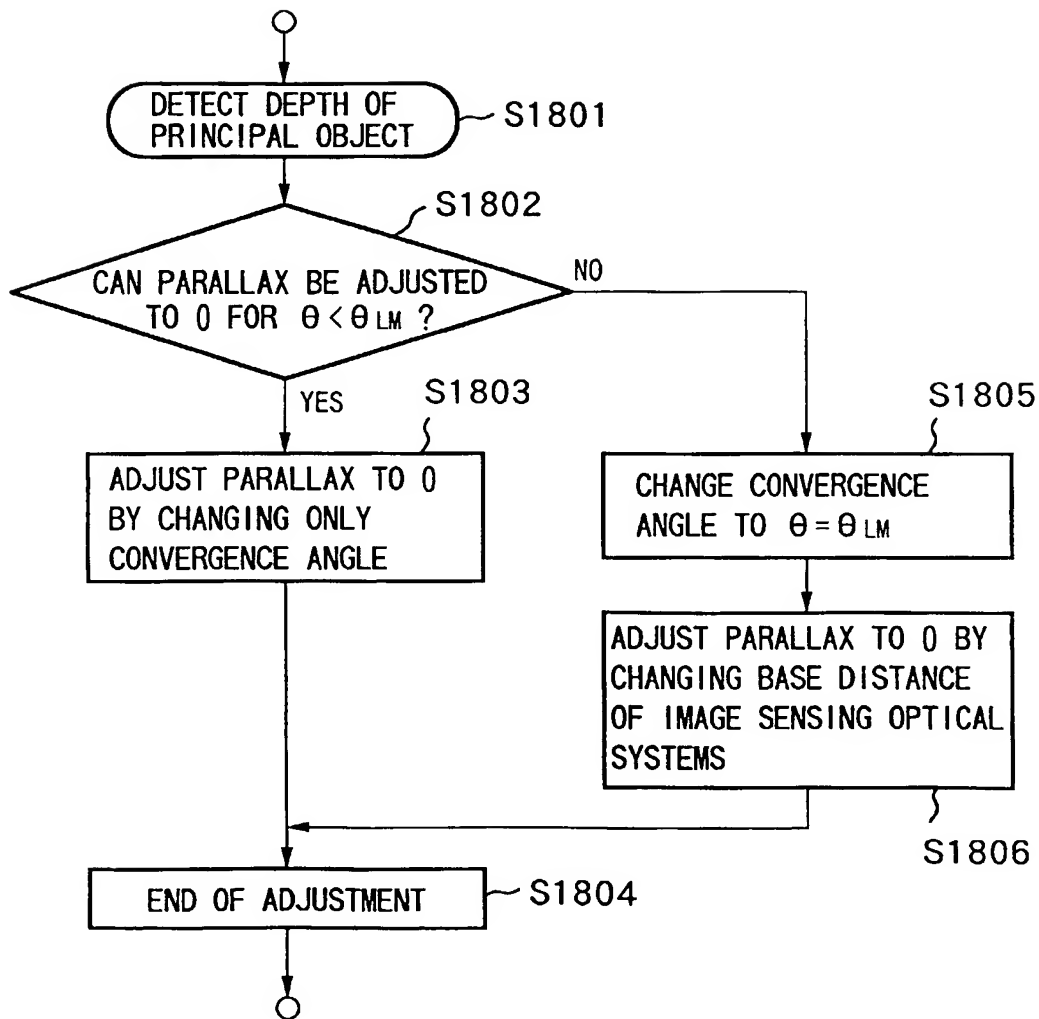 DETECT DEPTH OF
PRINCIPAL OBJECT
S1801
S1802
CAN PARALLAX BE ADJUSTED
TO 0 FOR θ < θ LM ?
NO
YES
S1803
ADJUST PARALLAX TO 0
BY CHANGING ONLY
CONVERGENCE ANGLE
S1805
CHANGE CONVERGENCE
ANGLE TO θ = θ LM
ADJUST PARALLAX TO 0 BY
CHANGING BASE DISTANCE
OF IMAGE SENSING OPTICAL
SYSTEMS
S1806
END OF ADJUSTMENT
S1804